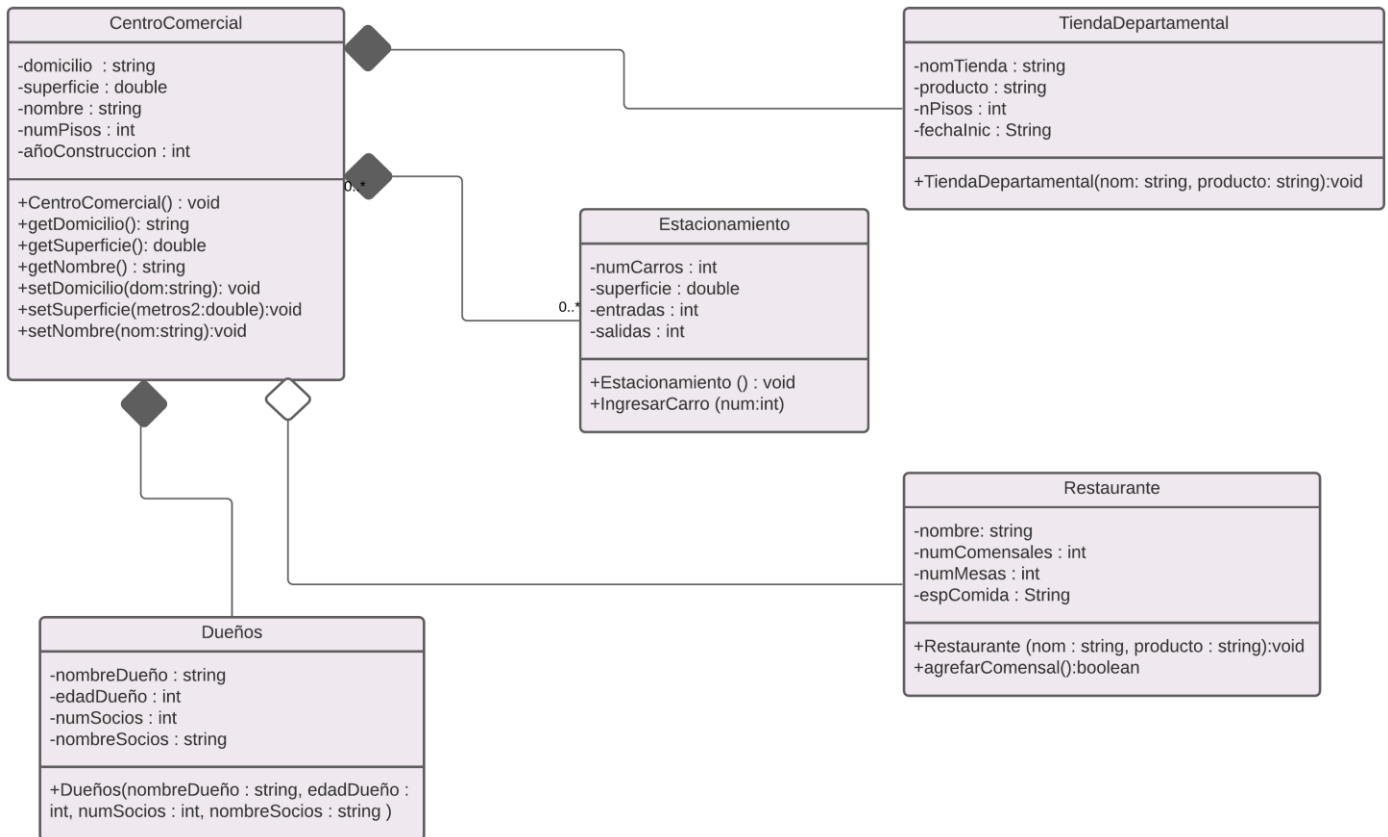 CentroComercial
-domicilio  : string
-superficie : double
-nombre : string
-numPisos : int
-añoConstruccion : int
+CentroComercial() : void
+getDomicilio(): string
+getSuperficie(): double
+getNombre() : string
+setDomicilio(dom:string): void
+setSuperficie(metros2:double):void
+setNombre(nom:string):void
0..*
0..*
TiendaDepartamental
-nomTienda : string
-producto : string
-nPisos : int
-fechaInic : String
+TiendaDepartamental(nom: string, producto: string):void
Estacionamiento
-numCarros : int
-superficie : double
-entradas : int
-salidas : int
+Estacionamiento () : void
+IngresarCarro (num:int)
Restaurante
-nombre: string
-numComensales : int
-numMesas : int
-espComida : String
+Restaurante (nom : string, producto : string):void
+agrefarComensal():boolean
Dueños
-nombreDueño : string
-edadDueño : int
-numSocios : int
-nombreSocios : string
+Dueños(nombreDueño : string, edadDueño :
int, numSocios : int, nombreSocios : string )